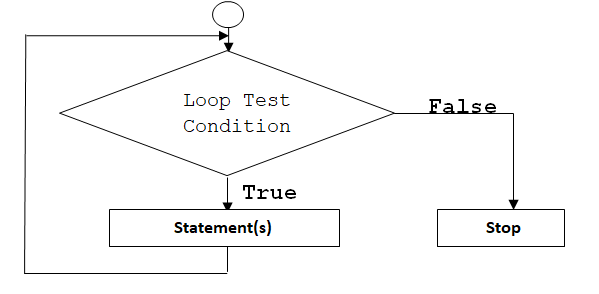 Loop Test
Condition
False
True
Statement(s)
Stop